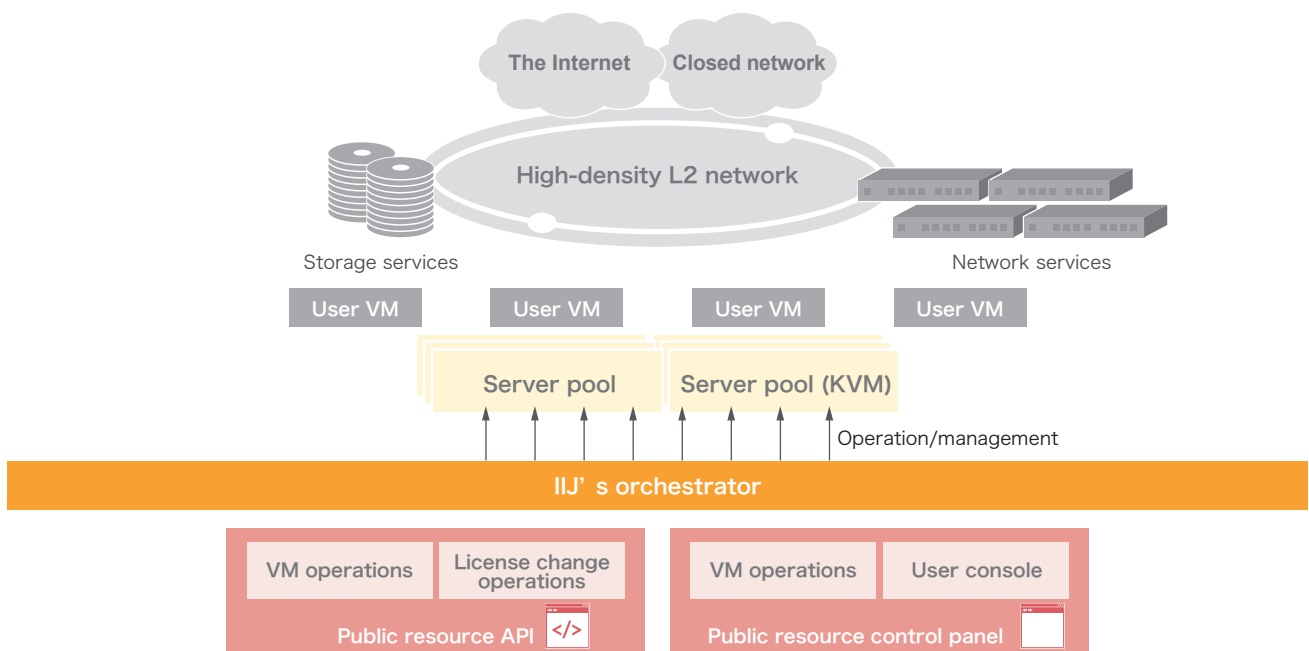 The Internet
Closed network
High-density L2 network
Storage services
Network services
User VM
User VM
User VM
User VM
Server pool
Server pool (KVM)
Operation/management
IIJ’ s orchestrator
VM operations
License change
operations
VM operations
User console
Public resource API
</>
Public resource control panel